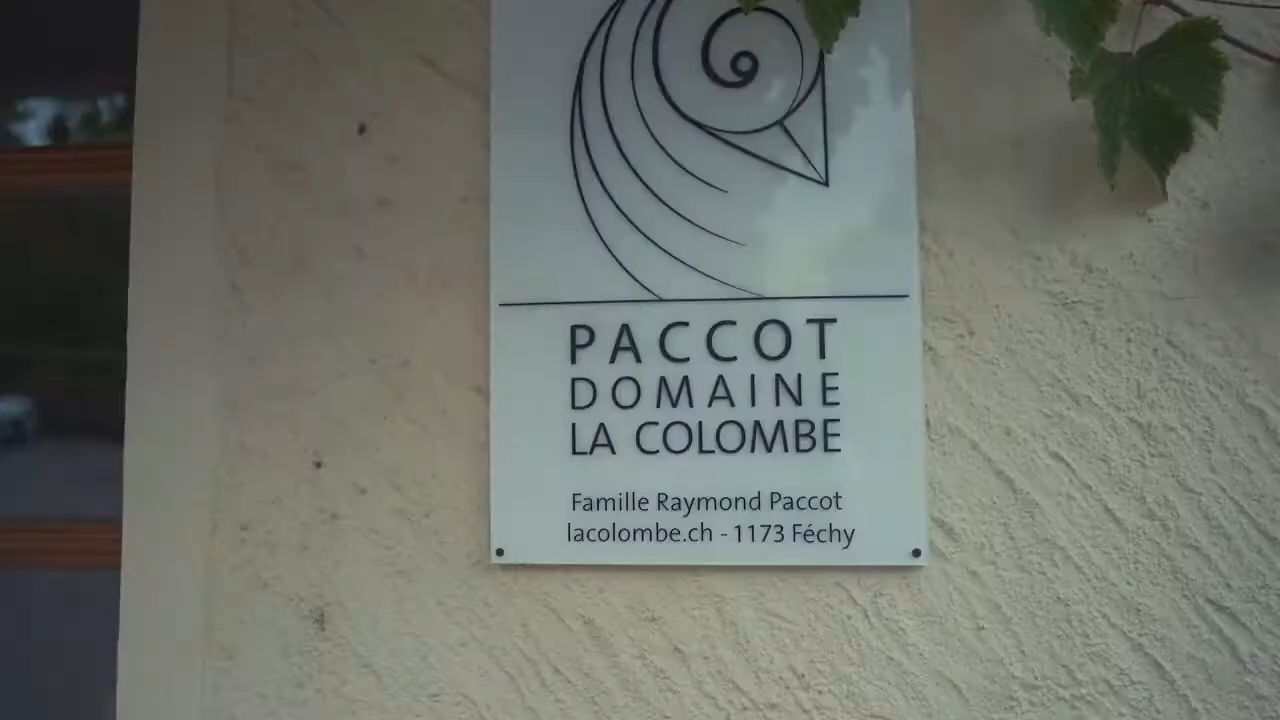 PACCOT
DOMAINE
LA COLOMBE
Famille Raymond Paccot
lacolombe.ch - 1173 Féchy